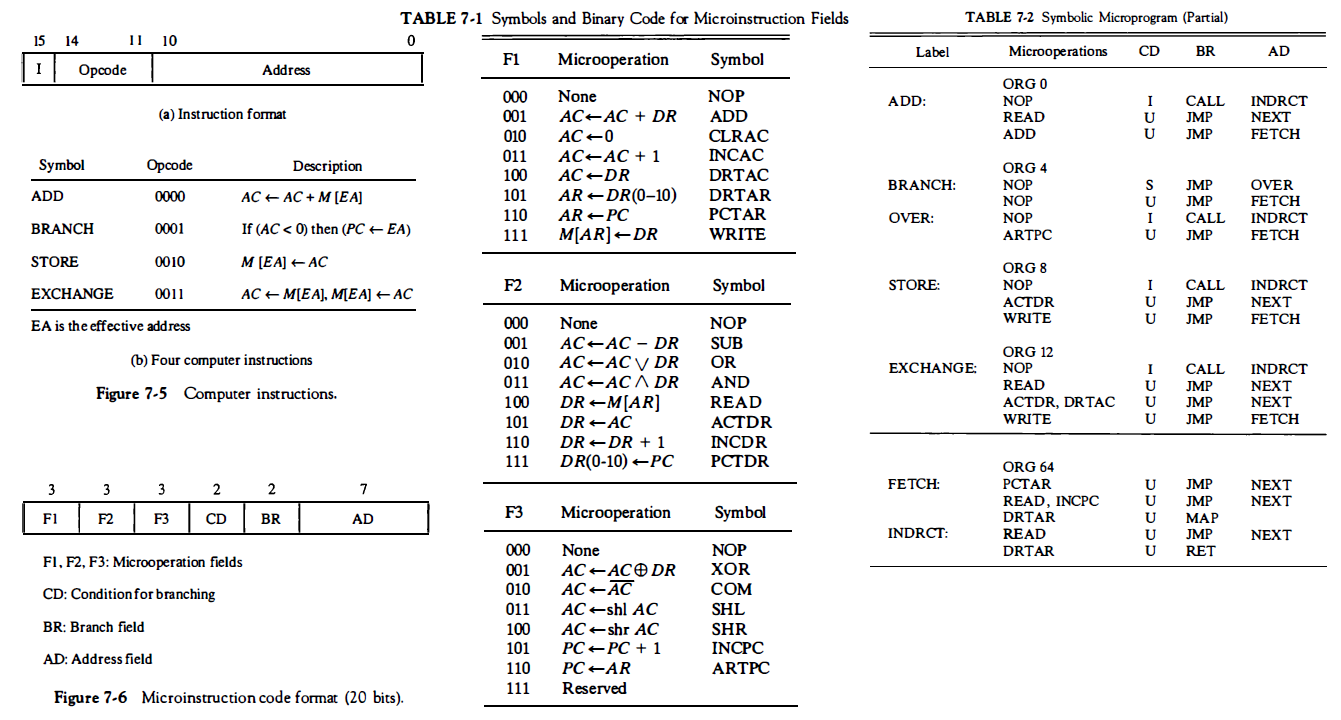 15 14 11 10 0
I Opcode Address
(a) Instruction format
Symbol Opcode Description
ADD 0000 AC ← AC + M [EA]
BRANCH 0001 If (AC < 0) then (PC ← EA)
STORE 0010 M [EA] ← AC
EXCHANGE 0011 AC ← M[EA], M[EA] ← AC
EA is the effective address
(b) Four computer instructions
Figure 7-5 Computer instructions.
3 3 3 2 2 7
F1 F2 F3 CD BR AD
F1, F2, F3: Microoperation fields
CD: Condition for branching
BR: Branch field
AD: Address field
Figure 7-6 Microinstruction code format (20 bits).
TABLE 7-1 Symbols and Binary Code for Microinstruction Fields
F1 Microoperation Symbol
000 None NOP
001 AC ← AC + DR ADD
010 AC ← 0 CLRAC
011 AC ← AC + 1 INCAC
100 AC ← DR DRTAC
101 AR ← DR(0–10) DRTAR
110 AR ← PC PCTAR
111 M[AR] ← DR WRITE
F2 Microoperation Symbol
000 None NOP
001 AC ← AC − DR SUB
010 AC ← AC ∨ DR OR
011 AC ← AC ∧ DR AND
100 DR ← M[AR] READ
101 DR ← AC ACTDR
110 DR ← DR + 1 INCDR
111 DR(0-10) ← PC PCTDR
F3 Microoperation Symbol
000 None NOP
001 AC ← AC ⊕ DR XOR
010 AC ← A̅C̅ COM
011 AC ← shl AC SHL
100 AC ← shr AC SHR
101 PC ← PC + 1 INCPC
110 PC ← AR ARTPC
111 Reserved
TABLE 7-2 Symbolic Microprogram (Partial)
Label Microoperations CD BR AD
ORG 0
ADD: NOP I CALL INDRCT
READ U JMP NEXT
ADD U JMP FETCH
ORG 4
BRANCH: NOP S JMP OVER
NOP U JMP FETCH
OVER: NOP I CALL INDRCT
ARTPC U JMP FETCH
ORG 8
STORE: NOP I CALL INDRCT
ACTDR U JMP NEXT
WRITE U JMP FETCH
ORG 12
EXCHANGE: NOP I CALL INDRCT
READ U JMP NEXT
ACTDR, DRTAC U JMP NEXT
WRITE U JMP FETCH
ORG 64
FETCH: PCTAR U JMP NEXT
READ, INCPC U JMP NEXT
DRTAR U MAP
INDRCT: READ U JMP NEXT
DRTAR U RET